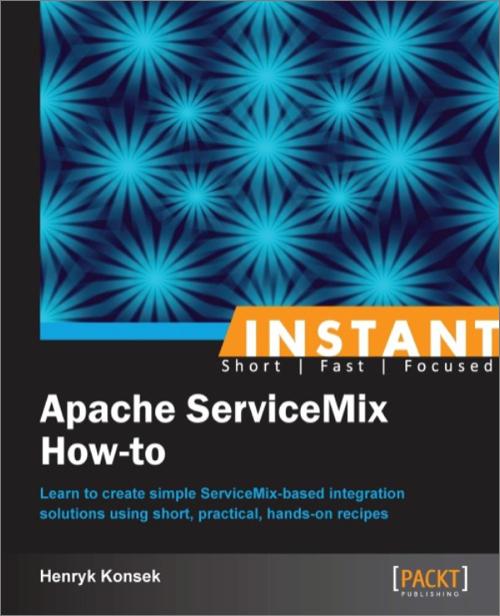 INSTANT
Short | Fast | Focused
Apache ServiceMix
How-to
Learn to create simple ServiceMix-based integration
solutions using short, practical, hands-on recipes
Henryk Konsek
[PACKT]
PUBLISHING